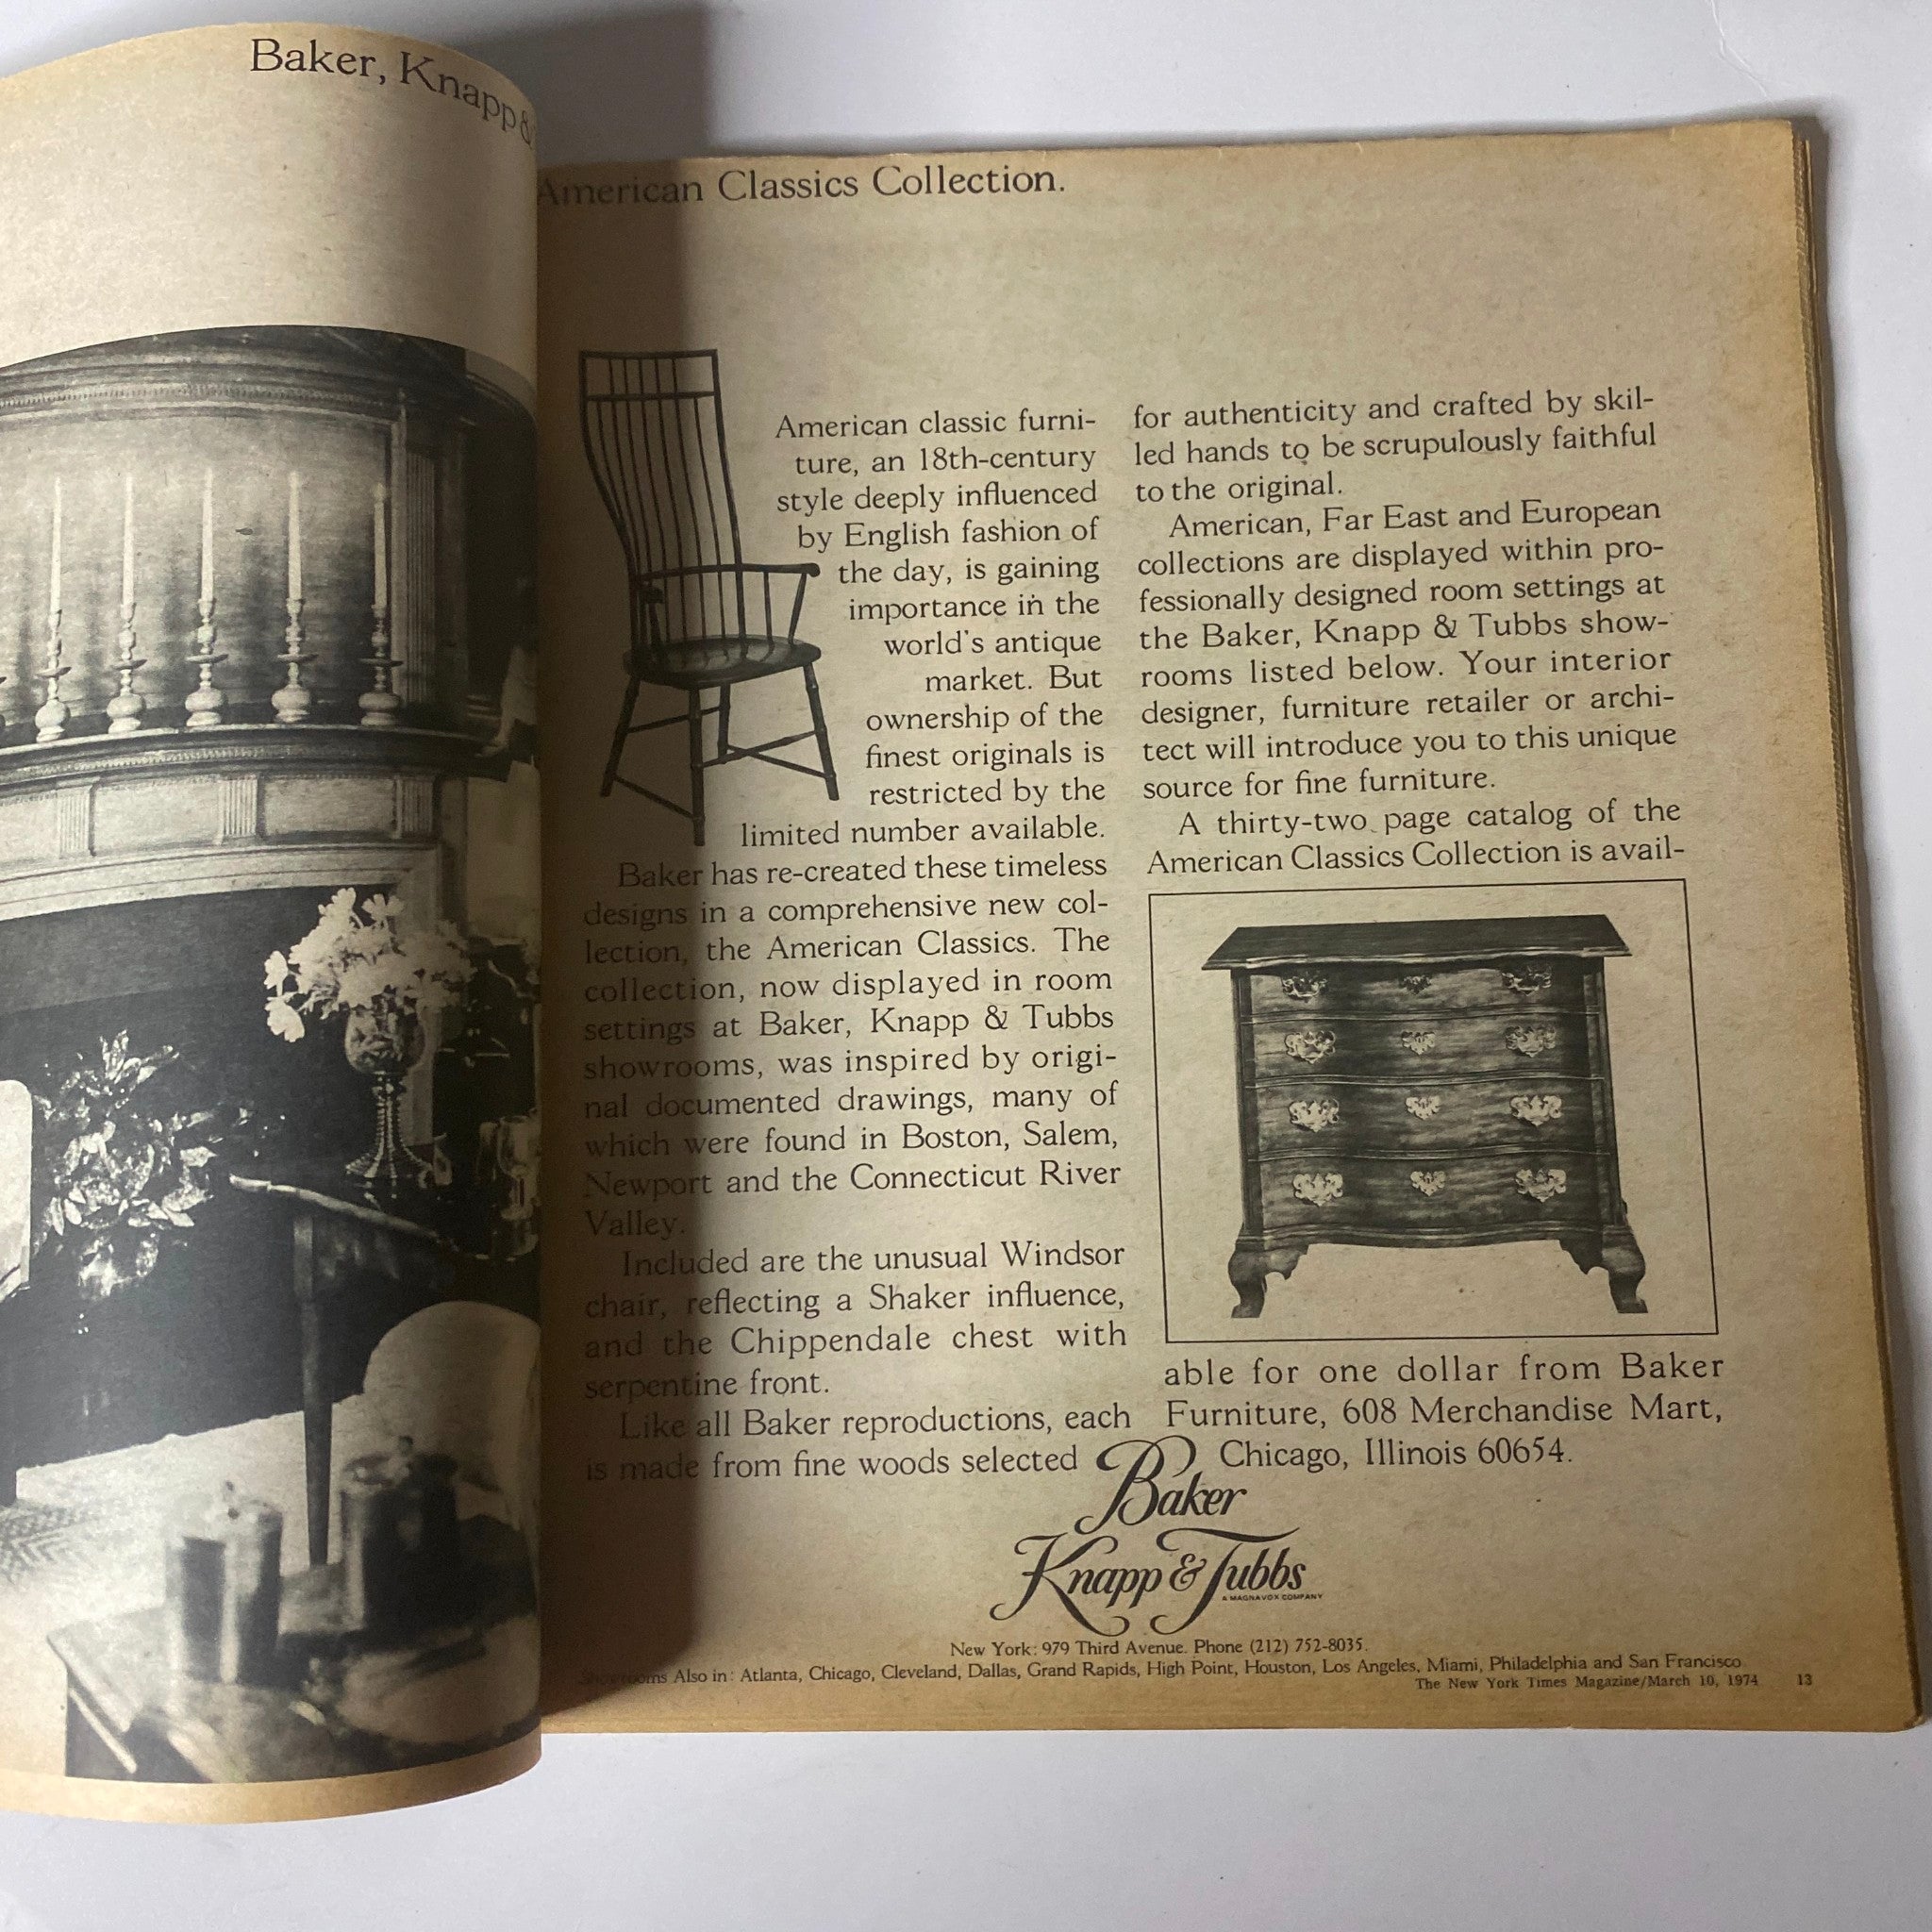 Baker, Knapp &
American Classics Collection.
American classic furni-
ture, an 18th-century
style deeply influenced
by English fashion of
the day, is gaining
importance in the
world's antique
market. But
ownership of the
finest originals is
restricted by the
limited number available.
Baker has re-created these timeless
designs in a comprehensive new col-
lection, the American Classics. The
collection, now displayed in room
settings at Baker, Knapp & Tubbs
showrooms, was inspired by origi-
nal documented drawings, many of
which were found in Boston, Salem,
Newport and the Connecticut River
Valley.
Included are the unusual Windsor
chair, reflecting a Shaker influence,
and the Chippendale chest with
serpentine front.
Like all Baker reproductions, each
is made from fine woods selected
for authenticity and crafted by skil-
led hands to be scrupulously faithful
to the original.
American, Far East and European
collections are displayed within pro-
fessionally designed room settings at
the Baker, Knapp & Tubbs show-
rooms listed below. Your interior
designer, furniture retailer or archi-
tect will introduce you to this unique
source for fine furniture.
A thirty-two page catalog of the
American Classics Collection is avail-
able for one dollar from Baker
Furniture, 608 Merchandise Mart,
Chicago, Illinois 60654.
Baker
Knapp & Tubbs
A MAGNAVOX COMPANY
New York: 979 Third Avenue. Phone (212) 752-8035.
Showrooms Also in: Atlanta, Chicago, Cleveland, Dallas, Grand Rapids, High Point, Houston, Los Angeles, Miami, Philadelphia and San Francisco.
The New York Times Magazine/March 10, 1974 13